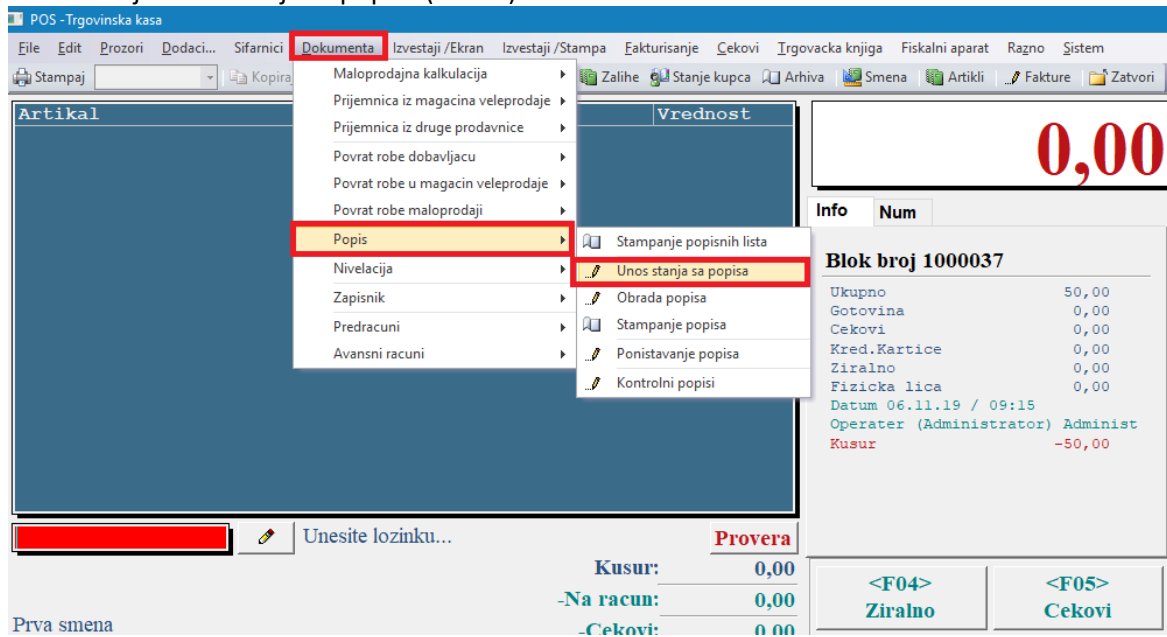 POS -Trgovinska kasa
File Edit Prozori Dodaci... Sifarnici Dokumenta Izvestaji /Ekran Izvestaji /Stampa Fakturisanje Cekovi Trgovacka knjiga Fiskalni aparat Razno Sistem
Stampaj Kopiraj Zalihe Stanje kupca Arhiva Smena Artikli Fakture Zatvori
Artikal Vrednost
Maloprodajna kalkulacija
Prijemnica iz magacina veleprodaje
Prijemnica iz druge prodavnice
Povrat robe dobavljacu
Povrat robe u magacin veleprodaje
Povrat robe maloprodaji
Popis
Nivelacija
Zapisnik
Predracuni
Avansni racuni
Stampanje popisnih lista
Unos stanja sa popisa
Obrada popisa
Stampanje popisa
Ponistavanje popisa
Kontrolni popisi
0,00
Info Num
Blok broj 1000037
Ukupno 50,00
Gotovina 0,00
Cekovi 0,00
Kred.Kartice 0,00
Ziralno 0,00
Fizicka lica 0,00
Datum 06.11.19 / 09:15
Operater (Administrator) Administ
Kusur -50,00
Unesite lozinku... Provera
Kusur: 0,00
-Na racun: 0,00
-Cekovi: 0,00
Prva smena
<F04> <F05>
Ziralno Cekovi